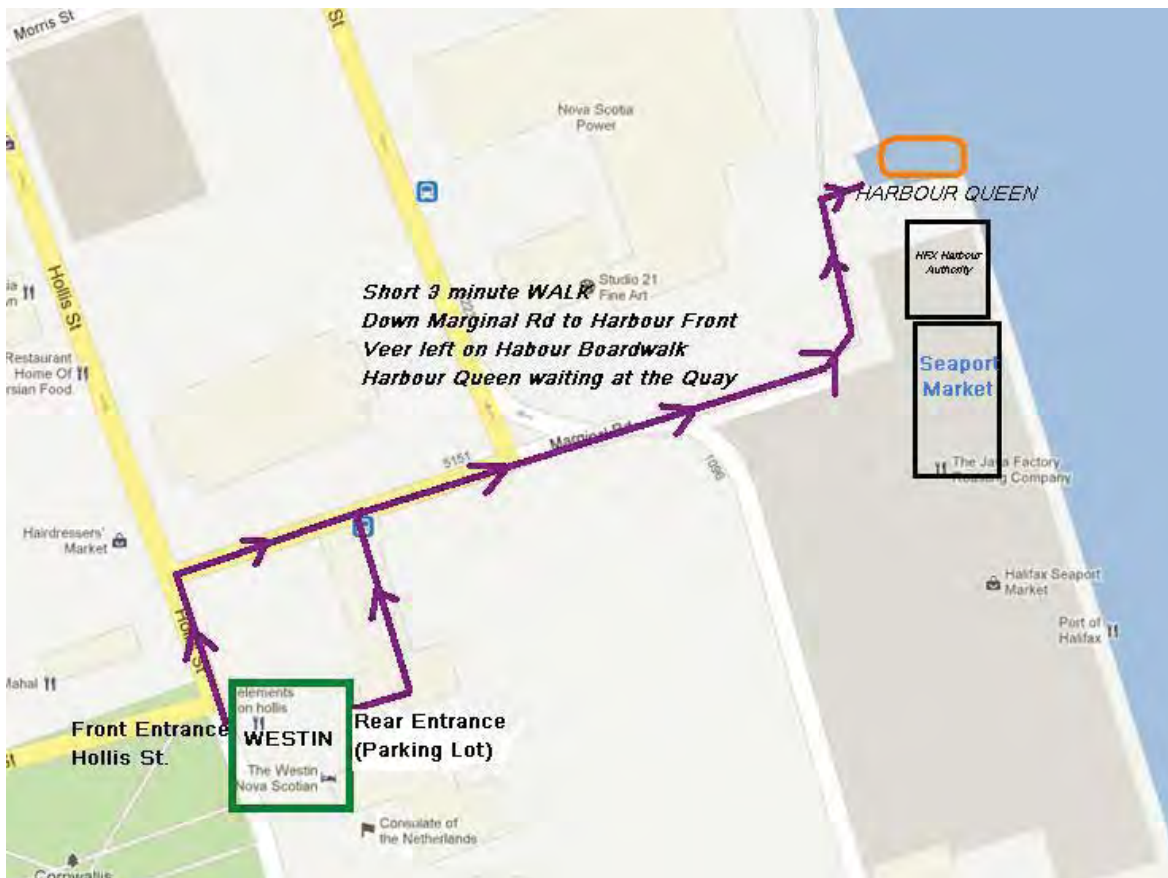 Morris St
St
Nova Scotia
Power
HARBOUR QUEEN
HFX Harbour
Authority
Hollis St
Studio 21
Fine Art
Short 3 minute WALK
Down Marginal Rd to Harbour Front
Veer left on Habour Boardwalk
Harbour Queen waiting at the Quay
Restaurant
Home Of
rsian Food
Seaport
Market
Marginal Rd
5151
1096
The Java Factory
Roasting Company
Hairdressers'
Market
Halifax Seaport
Market
Port of
Halifax
Hollis St
Mahal
elements
on hollis
Front Entrance
Hollis St.
WESTIN
Rear Entrance
(Parking Lot)
St
The Westin
Nova Scotian
Consulate of
the Netherlands
Cornwallis